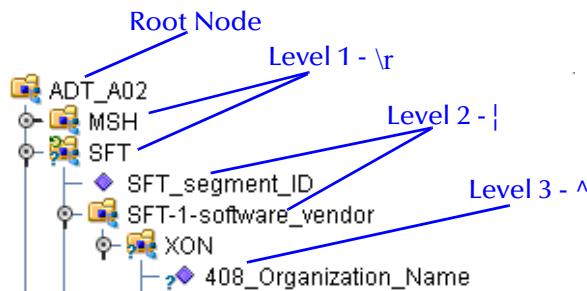 Root Node
Level 1 - \r
ADT_A02
MSH
Level 2 - ¦
SFT
SFT_segment_ID
Level 3 - ^
SFT-1-software_vendor
XON
408_Organization_Name